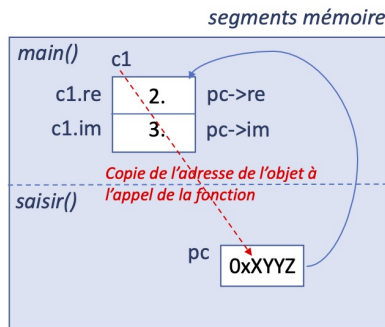 segments mémoire
main()
c1
c1.re 2. pc->re
c1.im 3. pc->im
Copie de l'adresse de l'objet à
l'appel de la fonction
saisir()
pc 0xXYYZ